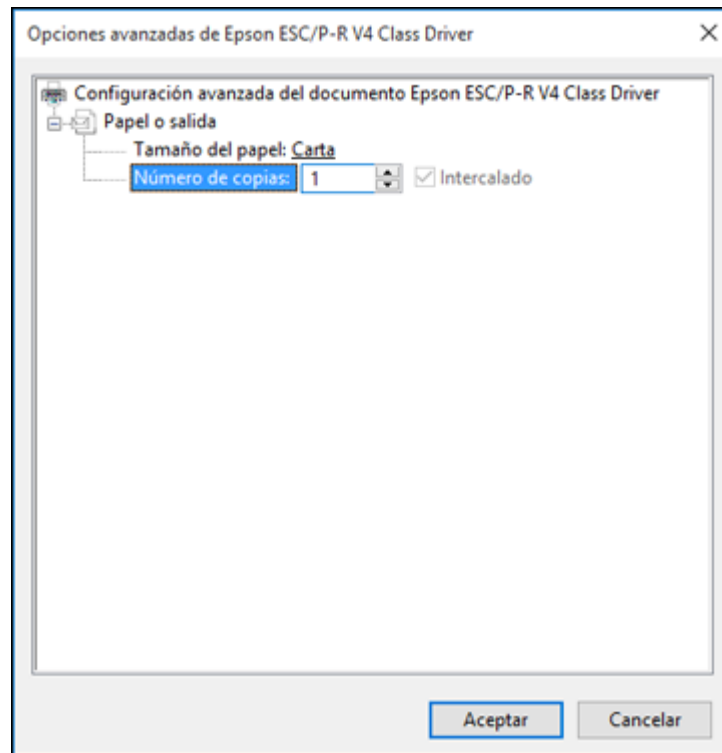 Opciones avanzadas de Epson ESC/P-R V4 Class Driver
Configuración avanzada del documento Epson ESC/P-R V4 Class Driver
Papel o salida
Tamaño del papel: Carta
Número de copias: 1 Intercalado
Aceptar Cancelar